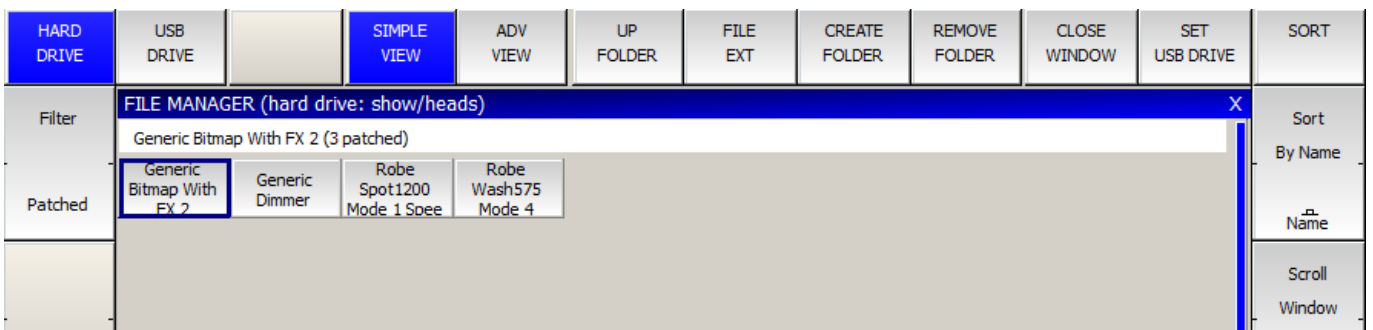 HARD DRIVE
USB DRIVE
SIMPLE VIEW
ADV VIEW
UP FOLDER
FILE EXT
CREATE FOLDER
REMOVE FOLDER
CLOSE WINDOW
SET USB DRIVE
SORT
Filter
Patched
FILE MANAGER (hard drive: show/heads) X
Generic Bitmap With FX 2 (3 patched)
Generic
Bitmap With
FX 2
Generic
Dimmer
Robe
Spot1200
Mode 1 Spee
Robe
Wash575
Mode 4
Sort
By Name
Name
Scroll
Window